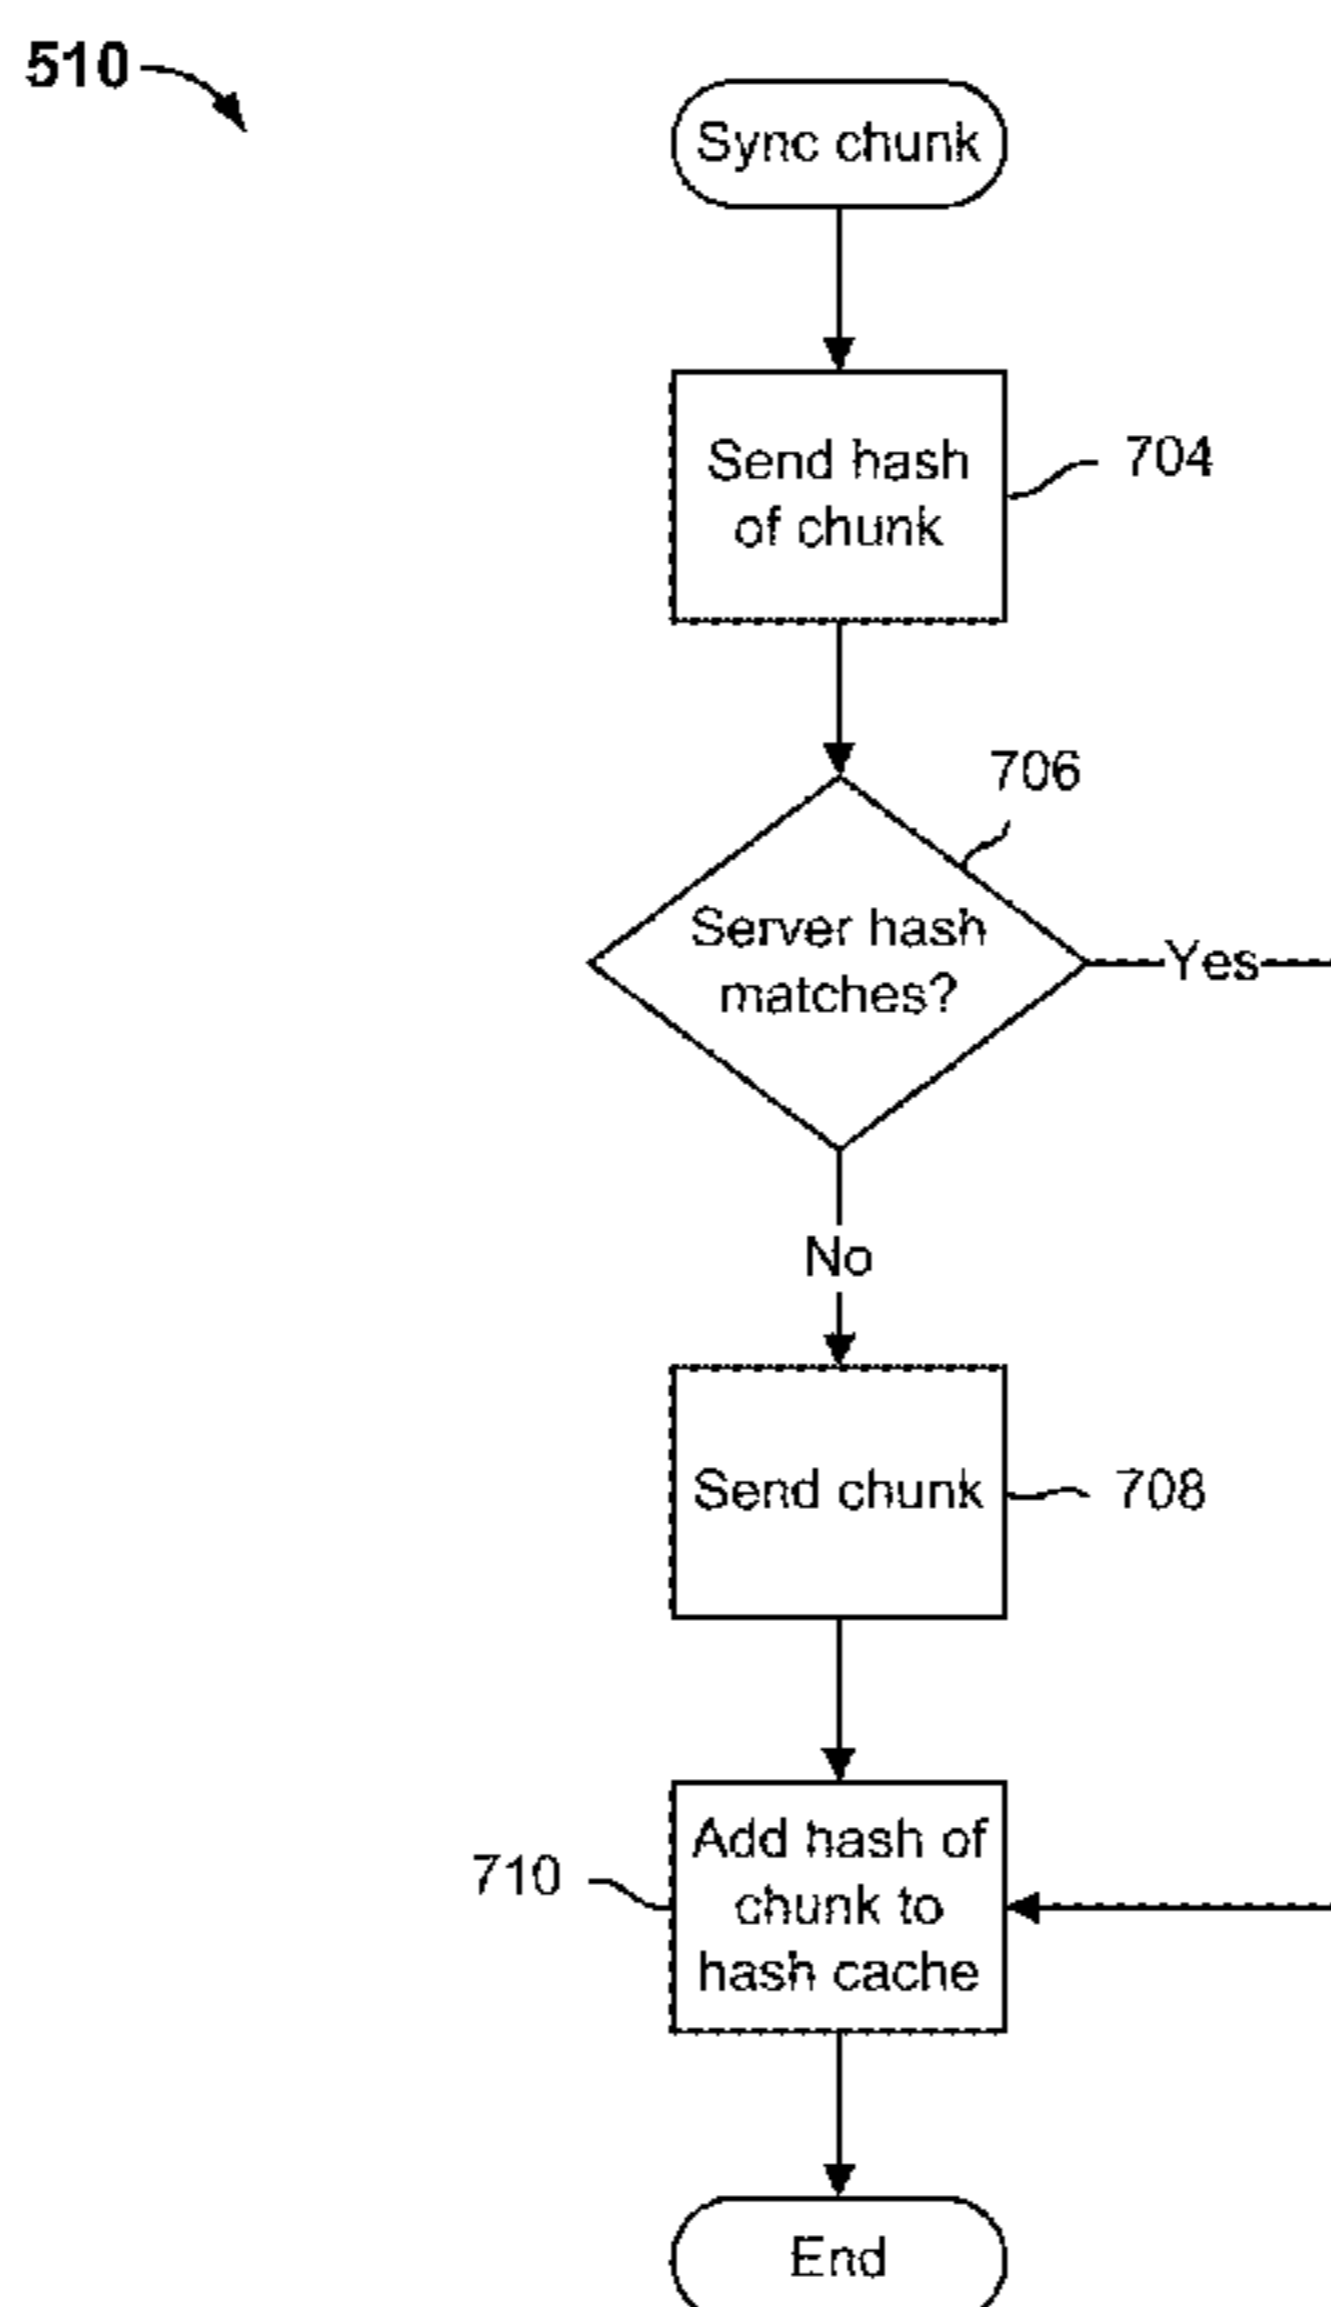 510
Sync chunk
Send hash
of chunk
704
706
Server hash
matches?
Yes
No
Send chunk
708
Add hash of
chunk to
hash cache
710
End